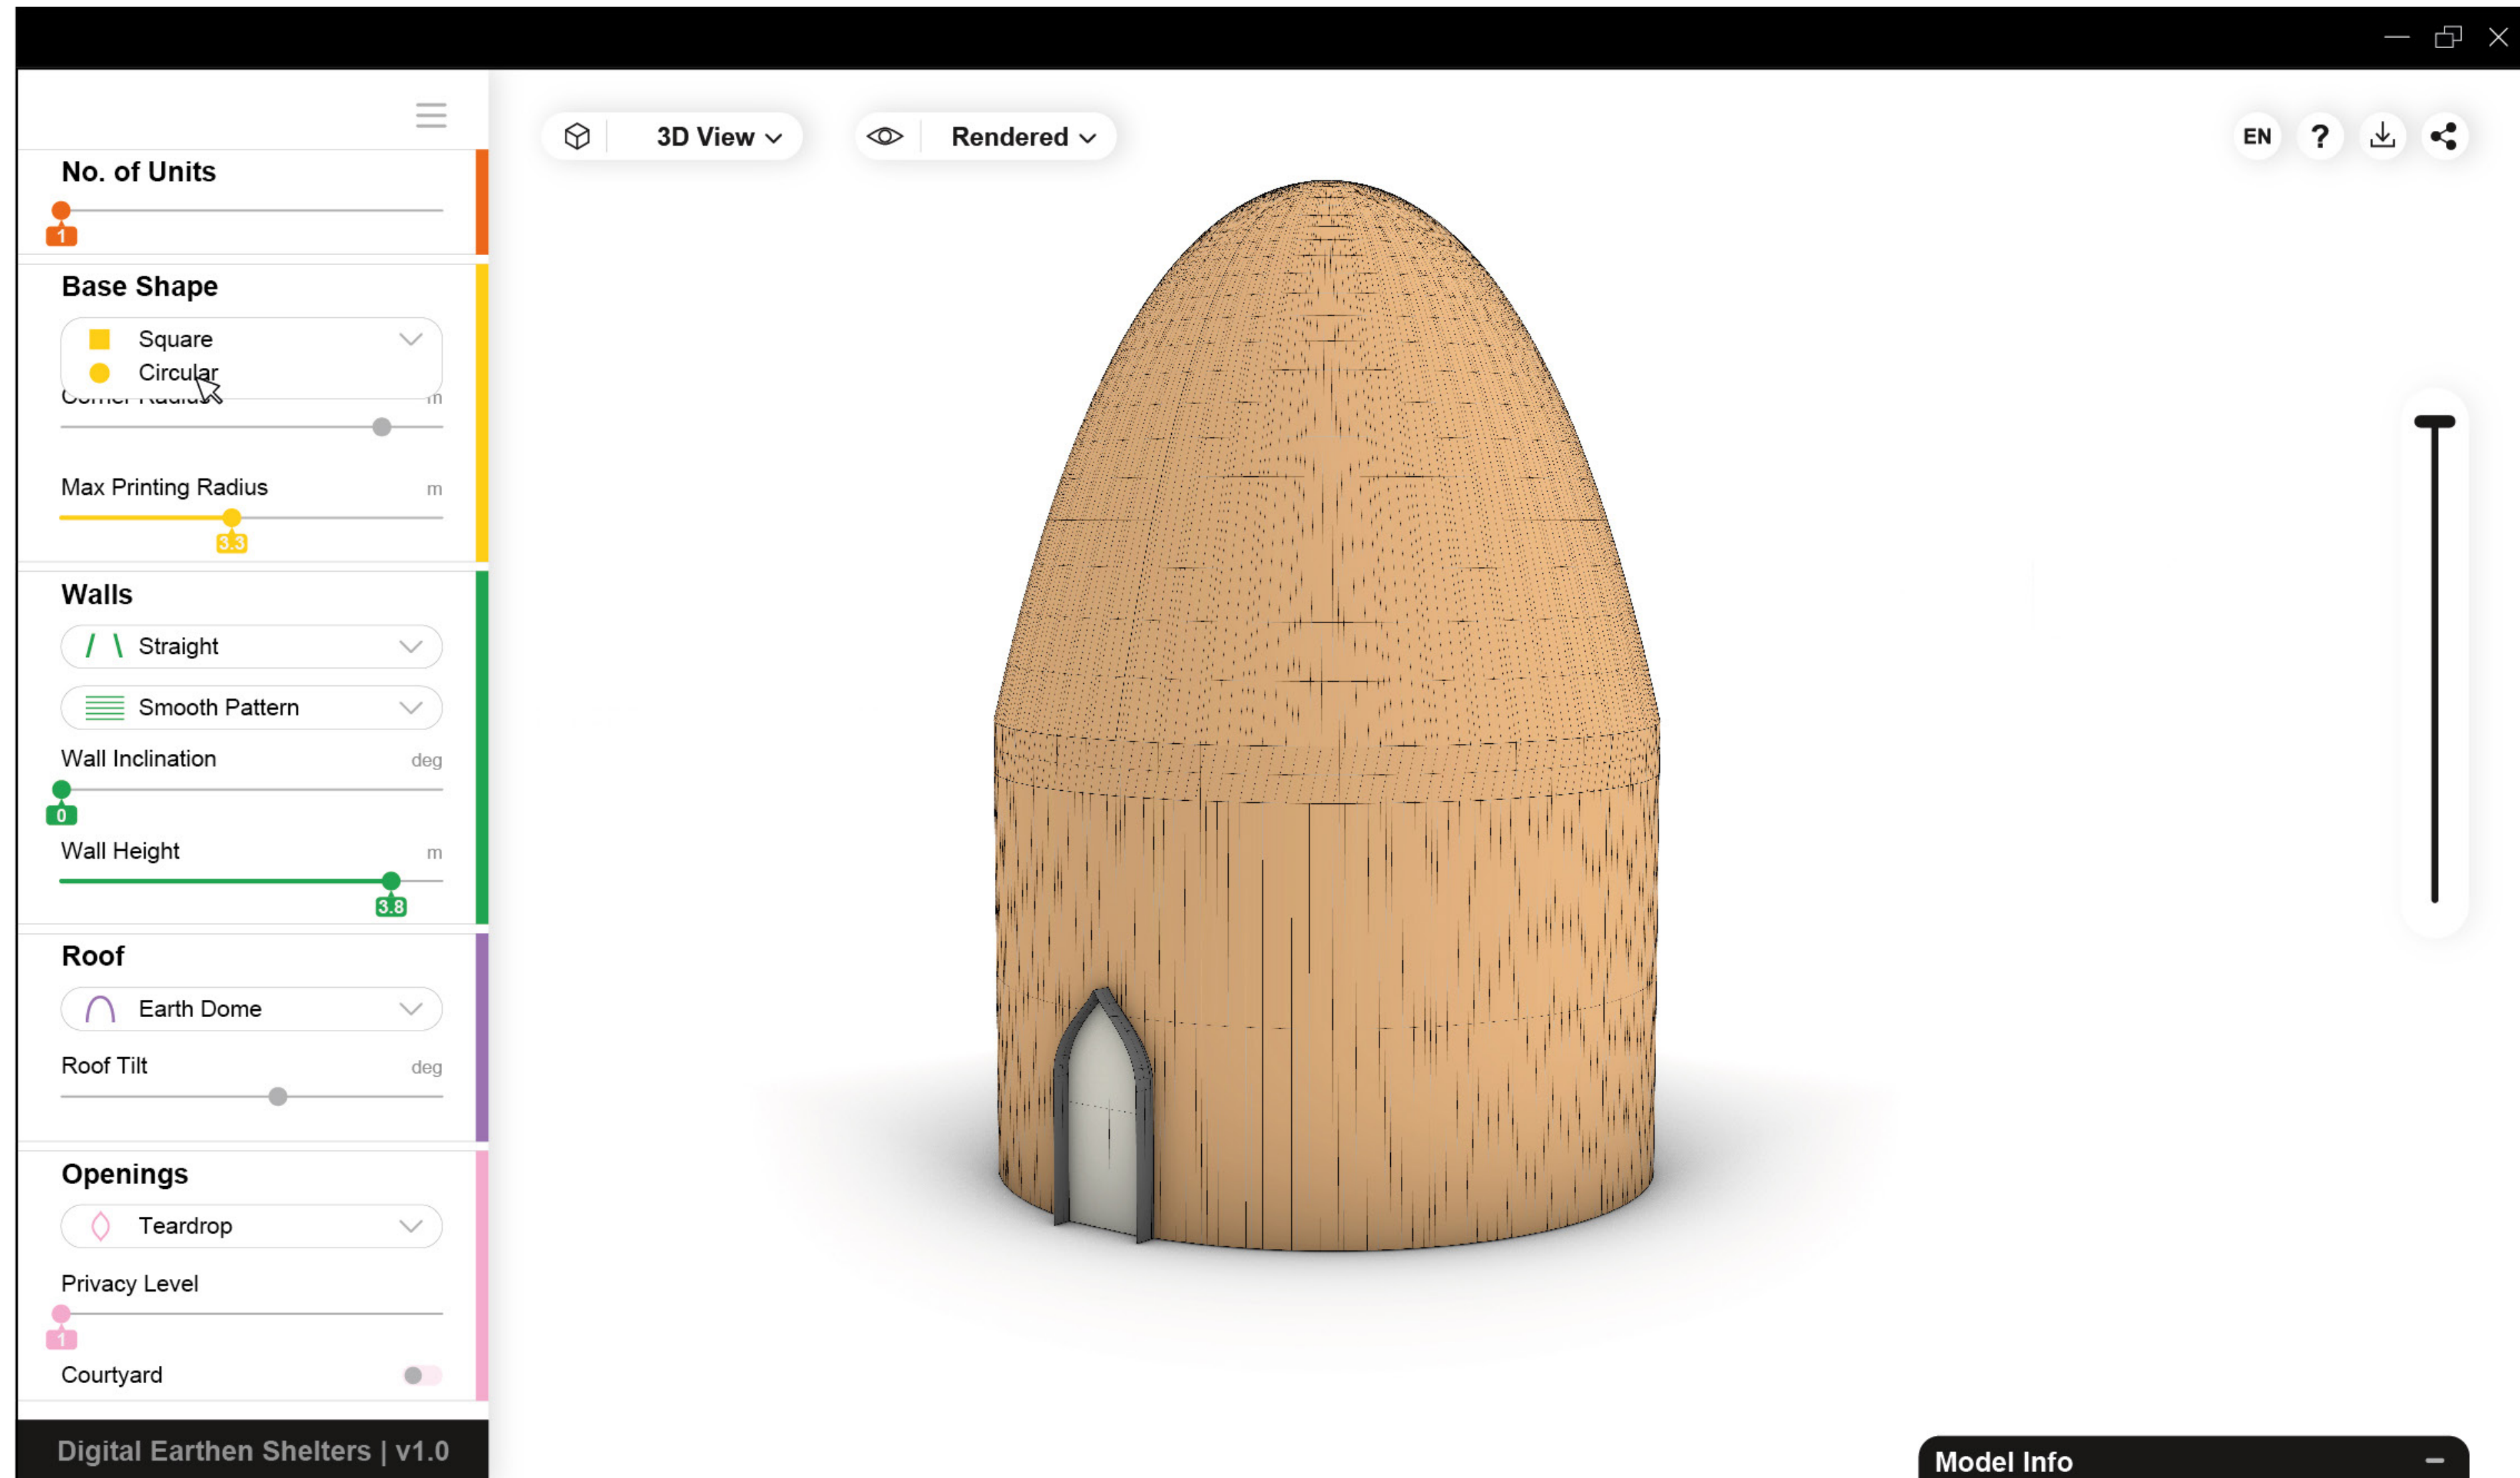 3D View
Rendered
EN
?
No. of Units
1
Base Shape
Square
Circular
Corner Radius m
Max Printing Radius m
3.3
Walls
Straight
Smooth Pattern
Wall Inclination deg
0
Wall Height m
3.8
Roof
Earth Dome
Roof Tilt deg
Openings
Teardrop
Privacy Level
1
Courtyard
Digital Earthen Shelters | v1.0
Model Info